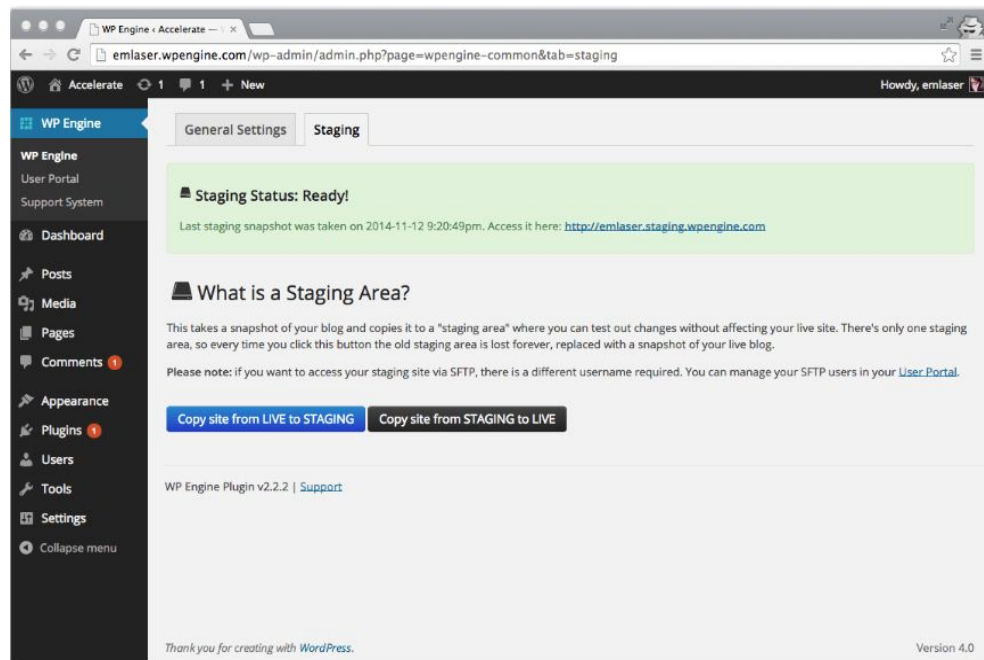 WP Engine ‹ Accelerate —
emlaser.wpengine.com/wp-admin/admin.php?page=wpengine-common&tab=staging
Accelerate 1 1 + New Howdy, emlaser
WP Engine
WP Engine
User Portal
Support System
Dashboard
Posts
Media
Pages
Comments 1
Appearance
Plugins 1
Users
Tools
Settings
Collapse menu
General Settings Staging
Staging Status: Ready!
Last staging snapshot was taken on 2014-11-12 9:20:49pm. Access it here: http://emlaser.staging.wpengine.com
What is a Staging Area?
This takes a snapshot of your blog and copies it to a "staging area" where you can test out changes without affecting your live site. There's only one staging
area, so every time you click this button the old staging area is lost forever, replaced with a snapshot of your live blog.
Please note: if you want to access your staging site via SFTP, there is a different username required. You can manage your SFTP users in your User Portal.
Copy site from LIVE to STAGING Copy site from STAGING to LIVE
WP Engine Plugin v2.2.2 | Support
Thank you for creating with WordPress. Version 4.0